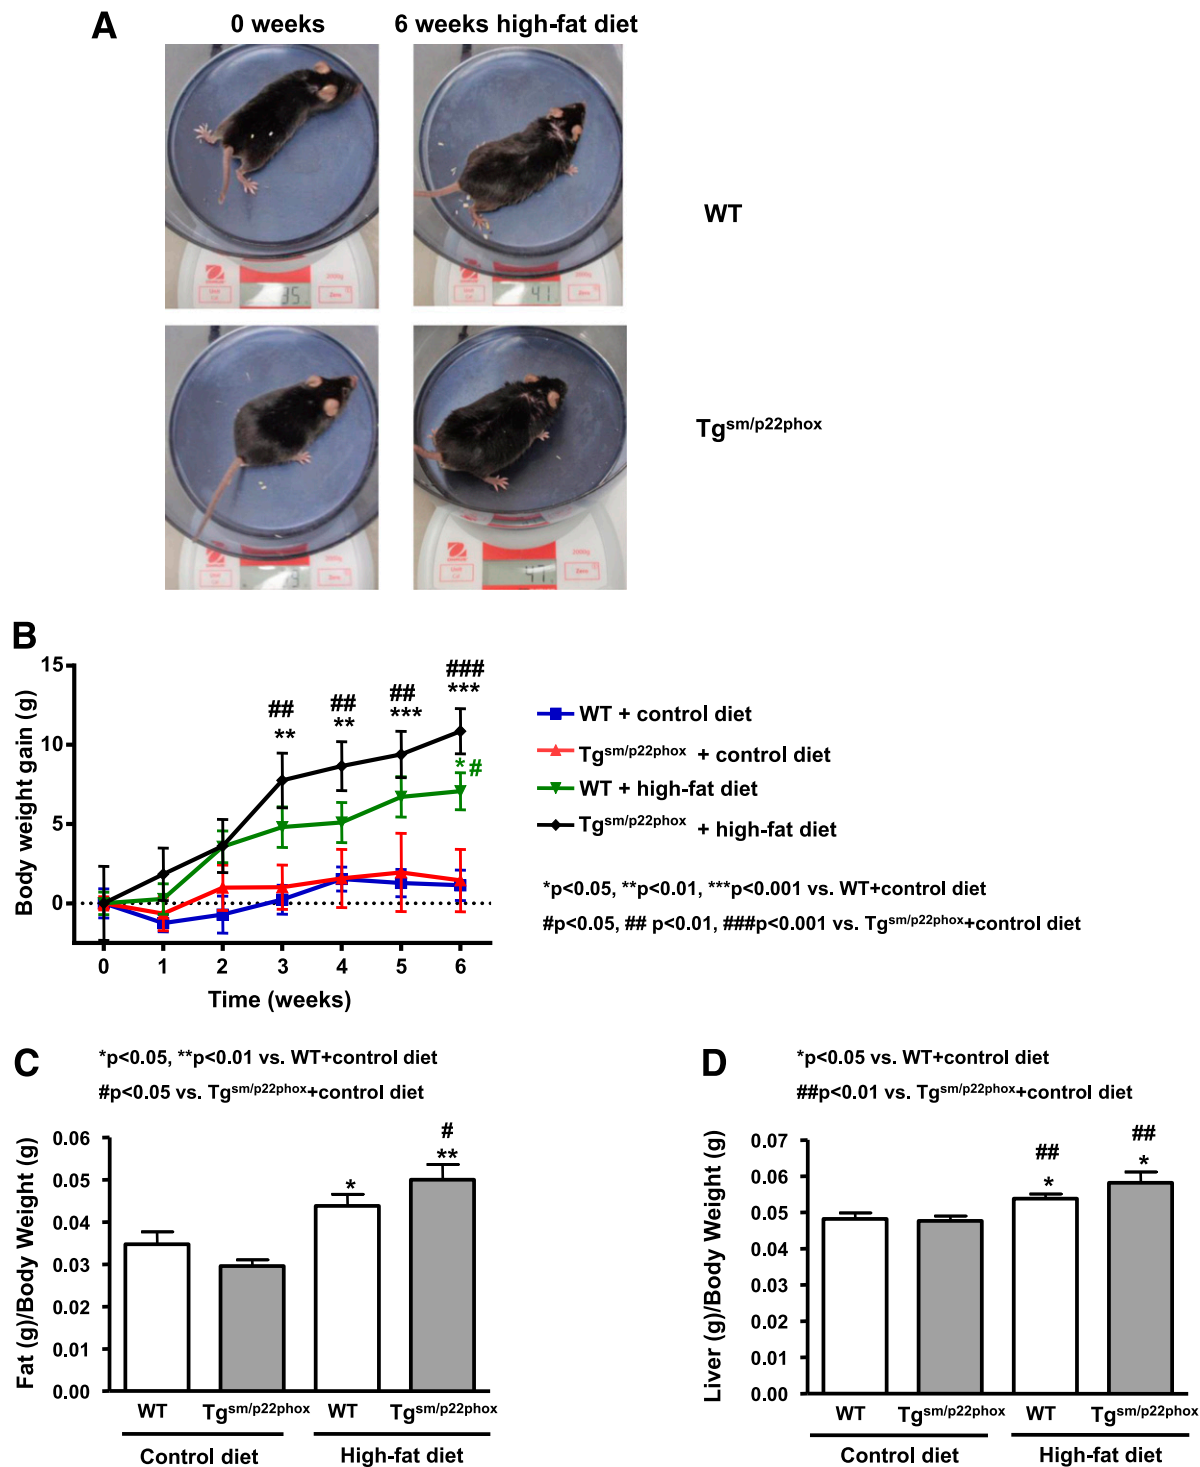 A
0 weeks
6 weeks high-fat diet
35
41
WT
47
Tgsm/p22phox
B
Body weight gain (g)
15
10
5
0
0 1 2 3 4 5 6
Time (weeks)
##
**
##
**
##
***
###
***
*#
WT + control diet
Tgsm/p22phox + control diet
WT + high-fat diet
Tgsm/p22phox + high-fat diet
*p<0.05, **p<0.01, ***p<0.001 vs. WT+control diet
#p<0.05, ## p<0.01, ###p<0.001 vs. Tgsm/p22phox+control diet
C
*p<0.05, **p<0.01 vs. WT+control diet
#p<0.05 vs. Tgsm/p22phox+control diet
Fat (g)/Body Weight (g)
0.06
0.05
0.04
0.03
0.02
0.01
0.00
*
#
**
WT Tgsm/p22phox WT Tgsm/p22phox
Control diet High-fat diet
D
*p<0.05 vs. WT+control diet
##p<0.01 vs. Tgsm/p22phox+control diet
Liver (g)/Body Weight (g)
0.07
0.06
0.05
0.04
0.03
0.02
0.01
0.00
##
*
##
*
WT Tgsm/p22phox WT Tgsm/p22phox
Control diet High-fat diet